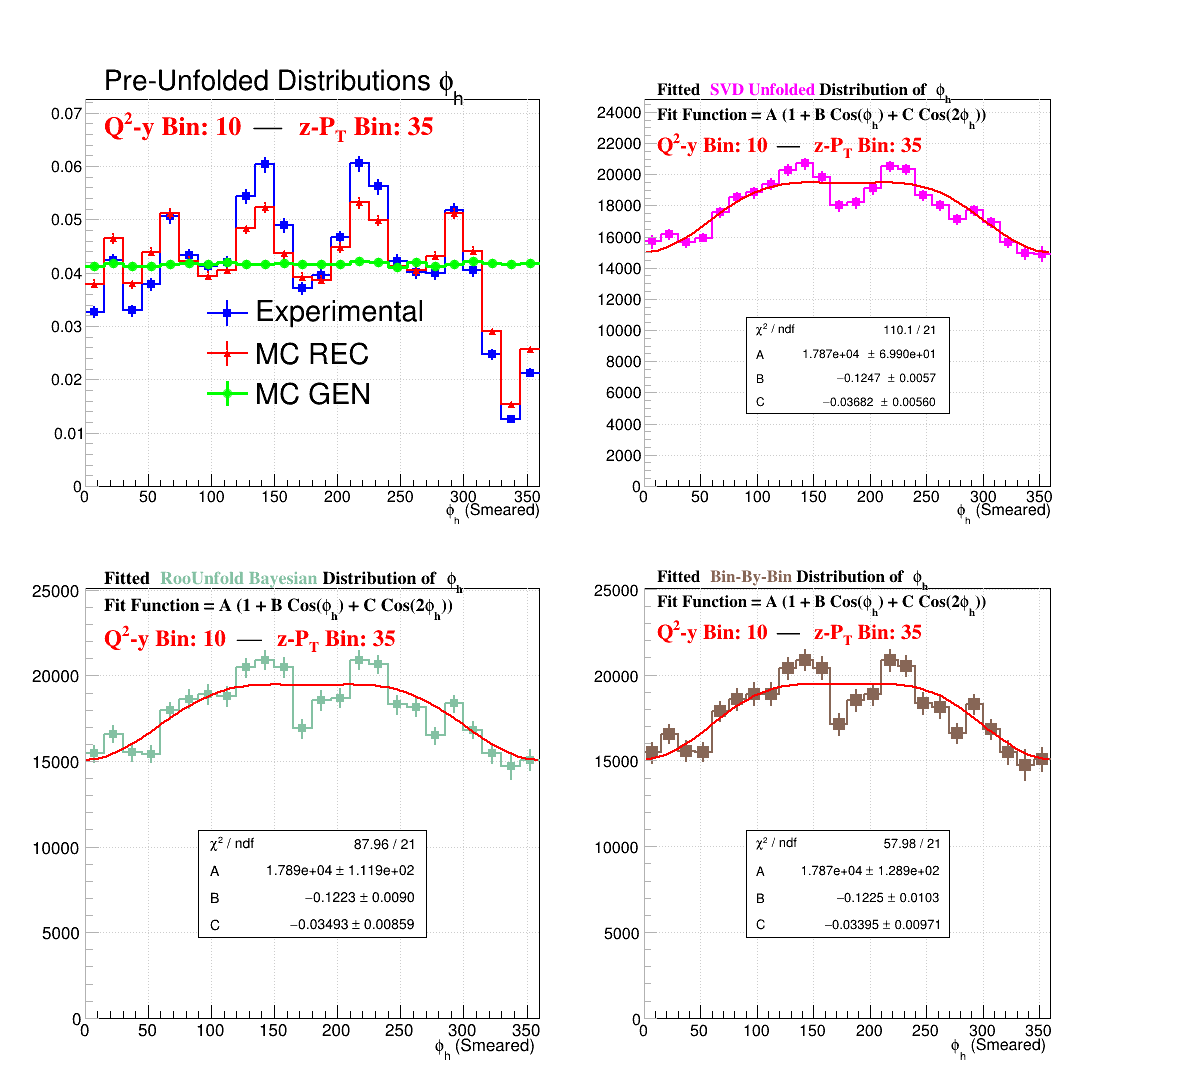 Pre-Unfolded Distributions ϕh
Q²-y Bin: 10 — z-PT Bin: 35
0.07
0.06
0.05
0.04
0.03
0.02
0.01
0
Experimental
MC REC
MC GEN
0 50 100 150 200 250 300 350
ϕh (Smeared)
Fitted SVD Unfolded Distribution of ϕh
Fit Function = A (1 + B Cos(ϕh) + C Cos(2ϕh))
Q²-y Bin: 10 — z-PT Bin: 35
24000
22000
20000
18000
16000
14000
12000
10000
8000
6000
4000
2000
0
χ² / ndf 110.1 / 21
A 1.787e+04 ± 6.990e+01
B −0.1247 ± 0.0057
C −0.03682 ± 0.00560
0 50 100 150 200 250 300 350
ϕh (Smeared)
Fitted RooUnfold Bayesian Distribution of ϕh
Fit Function = A (1 + B Cos(ϕh) + C Cos(2ϕh))
Q²-y Bin: 10 — z-PT Bin: 35
25000
20000
15000
10000
5000
0
χ² / ndf 87.96 / 21
A 1.789e+04 ± 1.119e+02
B −0.1223 ± 0.0090
C −0.03493 ± 0.00859
0 50 100 150 200 250 300 350
ϕh (Smeared)
Fitted Bin-By-Bin Distribution of ϕh
Fit Function = A (1 + B Cos(ϕh) + C Cos(2ϕh))
Q²-y Bin: 10 — z-PT Bin: 35
25000
20000
15000
10000
5000
0
χ² / ndf 57.98 / 21
A 1.787e+04 ± 1.289e+02
B −0.1225 ± 0.0103
C −0.03395 ± 0.00971
0 50 100 150 200 250 300 350
ϕh (Smeared)